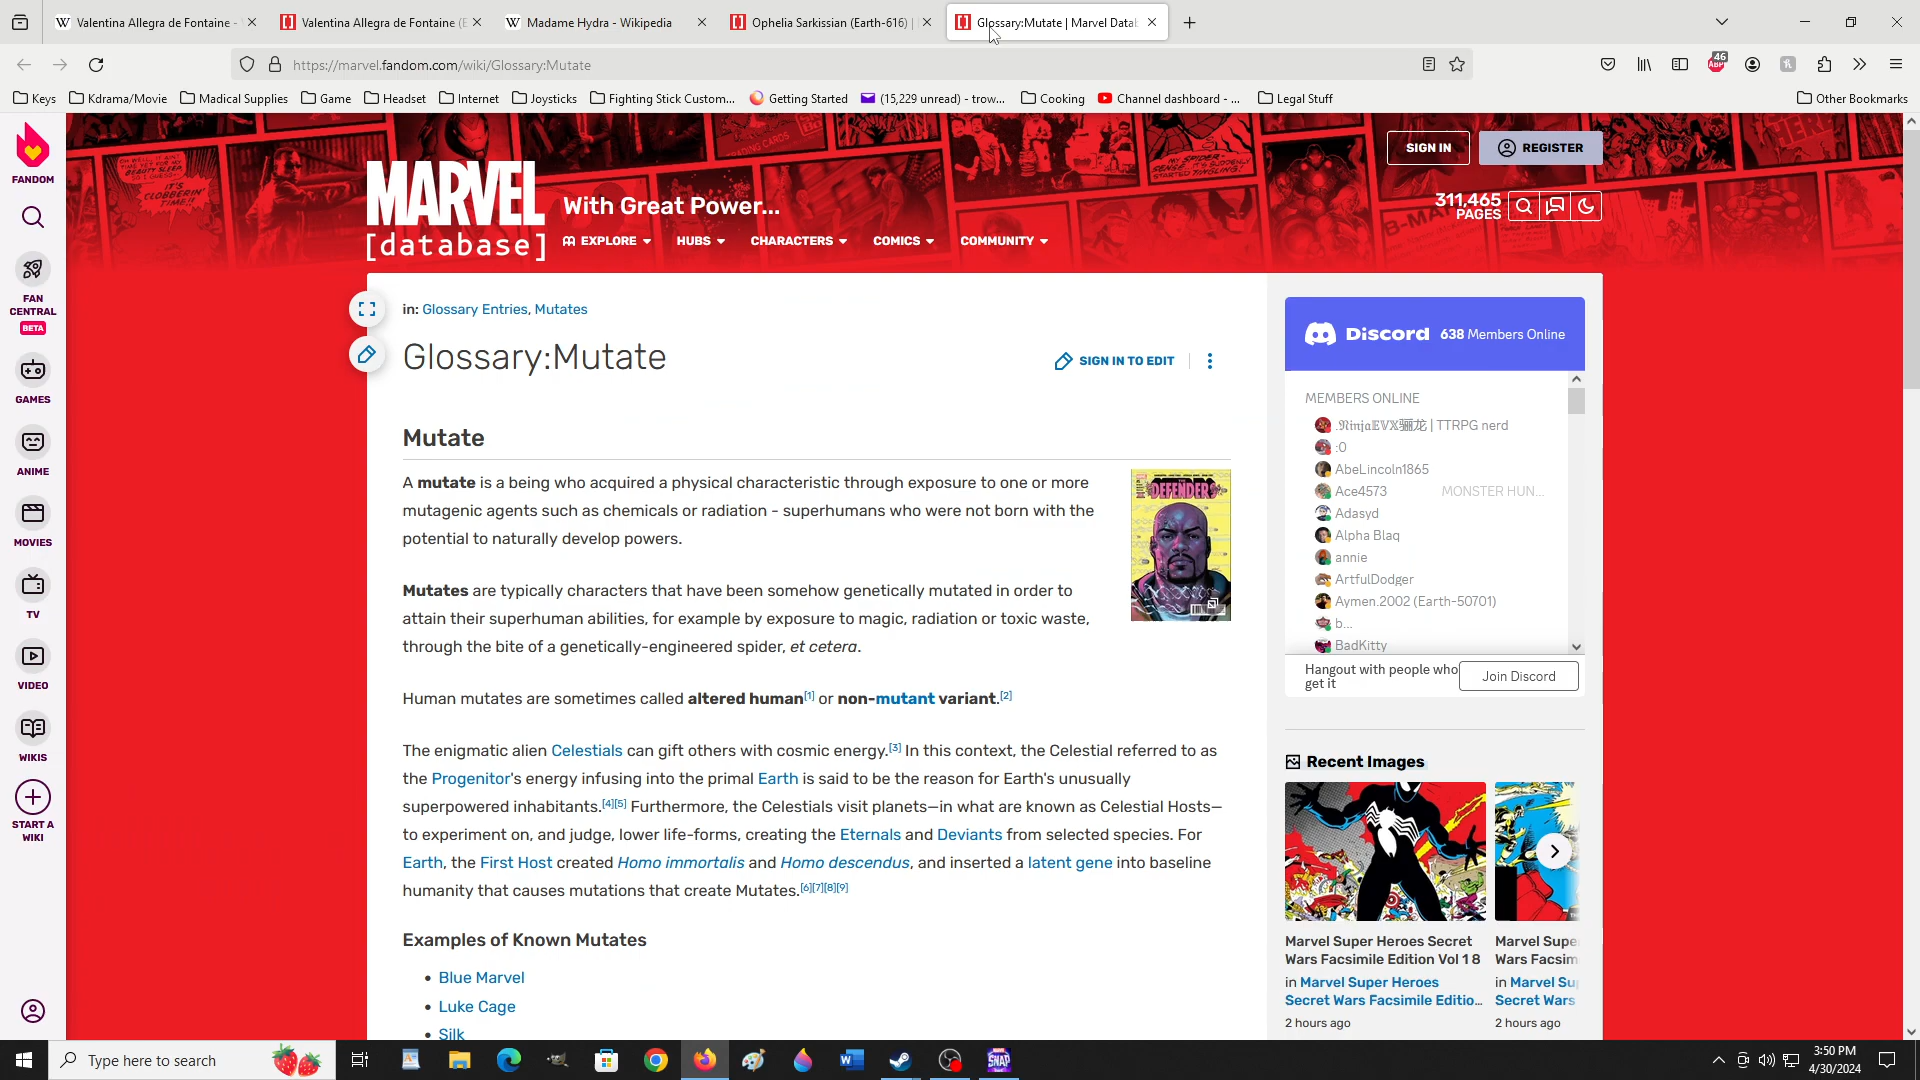 Valentina Allegra de Fontaine -
Valentina Allegra de Fontaine (E
Madame Hydra - Wikipedia
Ophelia Sarkissian (Earth-616) |
Glossary:Mutate | Marvel Datab
https://marvel.fandom.com/wiki/Glossary:Mutate
46
ABP
Keys
Kdrama/Movie
Madical Supplies
Game
Headset
Internet
Joysticks
Fighting Stick Custom...
Getting Started
(15,229 unread) - trow...
Cooking
Channel dashboard - ...
Legal Stuff
Other Bookmarks
FANDOM
FAN
CENTRAL
BETA
GAMES
ANIME
MOVIES
TV
VIDEO
WIKIS
START A
WIKI
MARVEL
[database]
With Great Power...
SIGN IN
REGISTER
311,465
PAGES
EXPLORE
HUBS
CHARACTERS
COMICS
COMMUNITY
in: Glossary Entries, Mutates
Glossary:Mutate
SIGN IN TO EDIT
Mutate
A mutate is a being who acquired a physical characteristic through exposure to one or more
mutagenic agents such as chemicals or radiation - superhumans who were not born with the
potential to naturally develop powers.
DEFENDERS
Mutates are typically characters that have been somehow genetically mutated in order to
attain their superhuman abilities, for example by exposure to magic, radiation or toxic waste,
through the bite of a genetically-engineered spider, et cetera.
Human mutates are sometimes called altered human[1] or non-mutant variant.[2]
The enigmatic alien Celestials can gift others with cosmic energy.[3] In this context, the Celestial referred to as
the Progenitor's energy infusing into the primal Earth is said to be the reason for Earth's unusually
superpowered inhabitants.[4][5] Furthermore, the Celestials visit planets—in what are known as Celestial Hosts—
to experiment on, and judge, lower life-forms, creating the Eternals and Deviants from selected species. For
Earth, the First Host created Homo immortalis and Homo descendus, and inserted a latent gene into baseline
humanity that causes mutations that create Mutates.[6][7][8][9]
Examples of Known Mutates
• Blue Marvel
• Luke Cage
• Silk
Discord 638 Members Online
MEMBERS ONLINE
.ℜ𝔦𝔫𝔧𝔞𝔼𝕍𝕏骊龙 | TTRPG nerd
:0
AbeLincoln1865
Ace4573 MONSTER HUN...
Adasyd
Alpha Blaq
annie
ArtfulDodger
Aymen.2002 (Earth-50701)
b...
BadKitty
Hangout with people who
get it
Join Discord
Recent Images
Marvel Super Heroes Secret
Wars Facsimile Edition Vol 1 8
in Marvel Super Heroes
Secret Wars Facsimile Editio...
2 hours ago
Marvel Supe
Wars Facsim
in Marvel Su
Secret Wars
2 hours ago
Type here to search
SNAP
3:50 PM
4/30/2024